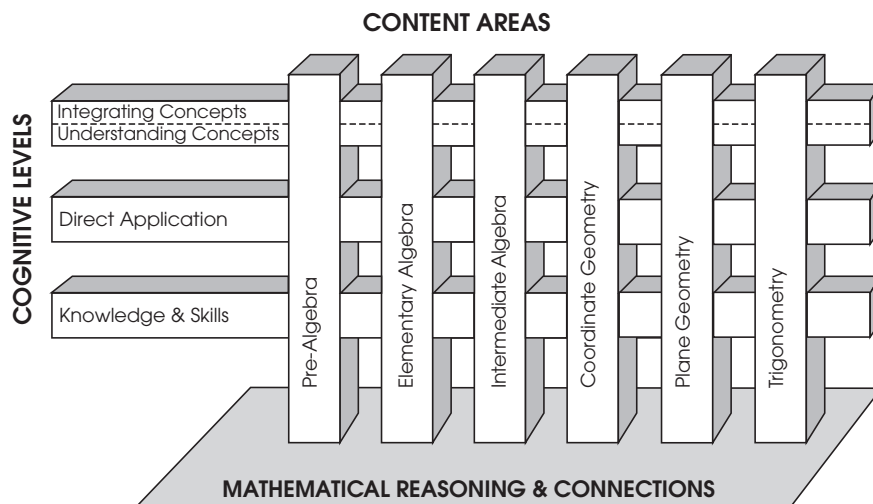 CONTENT AREAS
COGNITIVE LEVELS
Integrating Concepts
Understanding Concepts
Direct Application
Knowledge & Skills
Pre-Algebra
Elementary Algebra
Intermediate Algebra
Coordinate Geometry
Plane Geometry
Trigonometry
MATHEMATICAL REASONING & CONNECTIONS